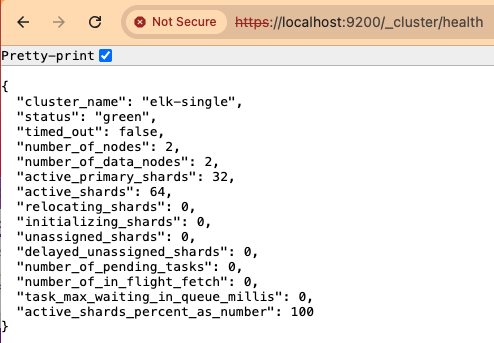 Not Secure https://localhost:9200/_cluster/health
Pretty-print
{
  "cluster_name": "elk-single",
  "status": "green",
  "timed_out": false,
  "number_of_nodes": 2,
  "number_of_data_nodes": 2,
  "active_primary_shards": 32,
  "active_shards": 64,
  "relocating_shards": 0,
  "initializing_shards": 0,
  "unassigned_shards": 0,
  "delayed_unassigned_shards": 0,
  "number_of_pending_tasks": 0,
  "number_of_in_flight_fetch": 0,
  "task_max_waiting_in_queue_millis": 0,
  "active_shards_percent_as_number": 100
}